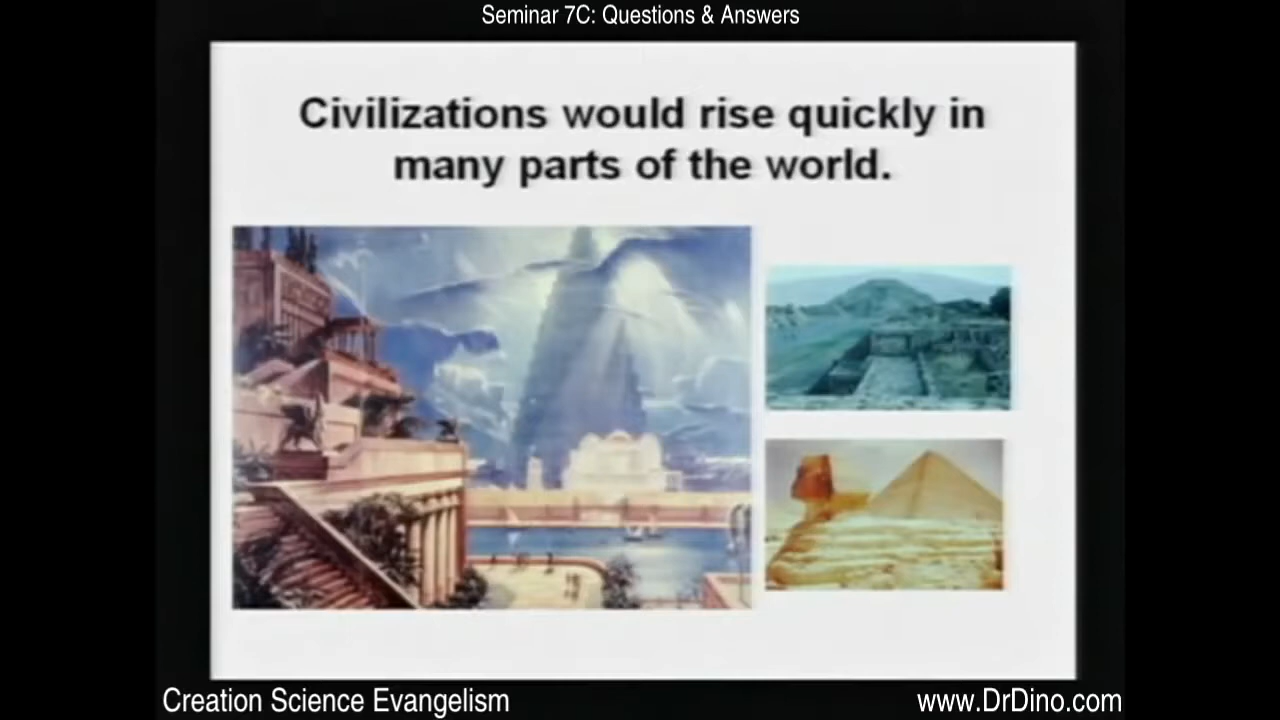 Seminar 7C: Questions & Answers
Civilizations would rise quickly in
many parts of the world.
Creation Science Evangelism
www.DrDino.com